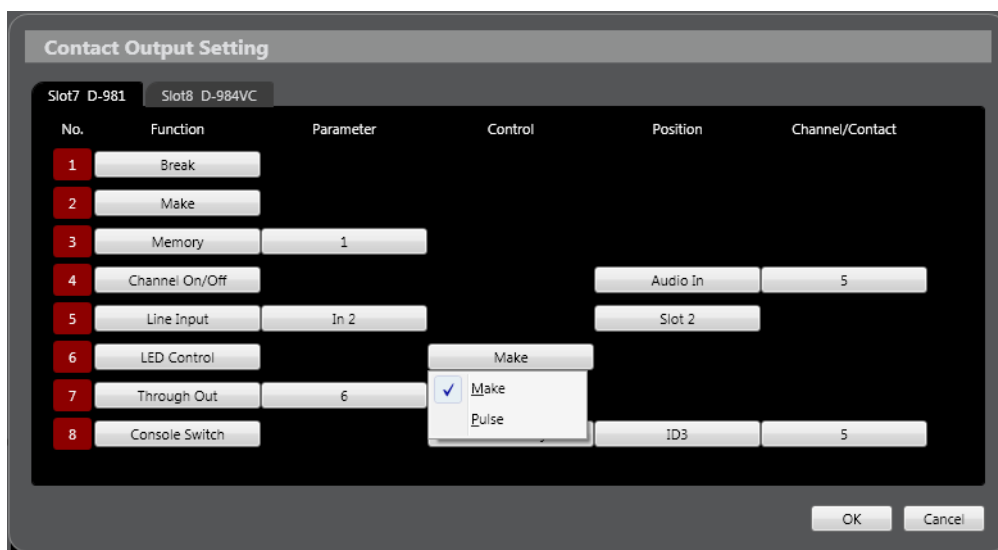 Contact Output Setting
Slot7 D-981 Slot8 D-984VC
No. Function Parameter Control Position Channel/Contact
1 Break
2 Make
3 Memory 1
4 Channel On/Off Audio In 5
5 Line Input In 2 Slot 2
6 LED Control Make
7 Through Out 6 Make
Pulse
8 Console Switch ID3 5
OK Cancel